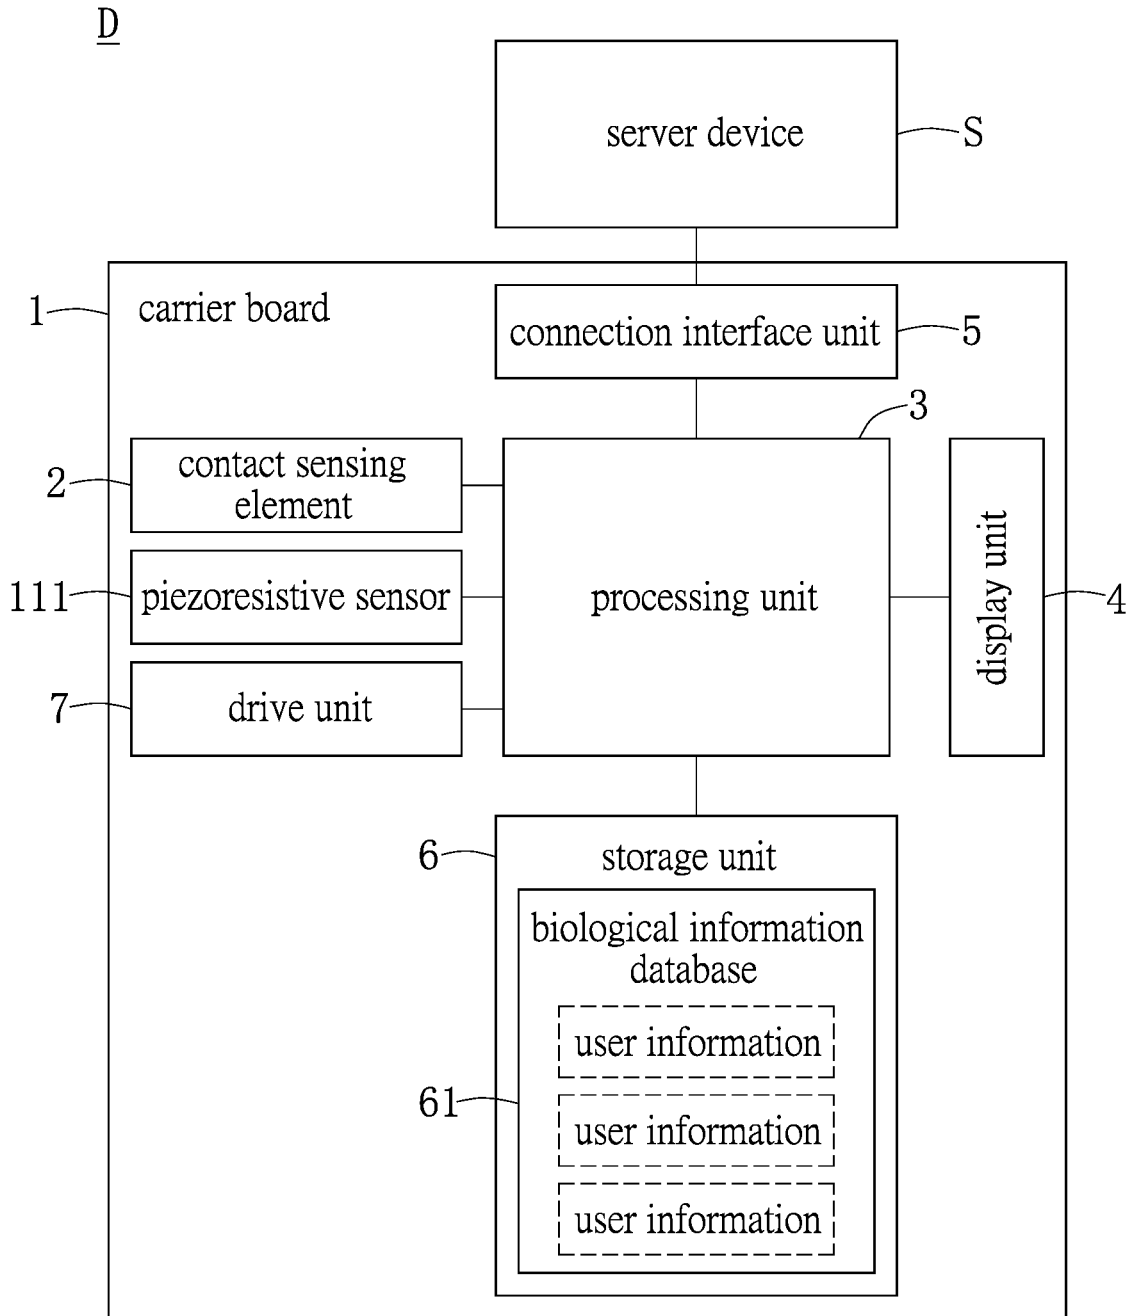 D
server device
S
1
carrier board
connection interface unit
5
3
2
contact sensing
element
111
piezoresistive sensor
processing unit
display unit
4
7
drive unit
6
storage unit
biological information
database
user information
61
user information
user information